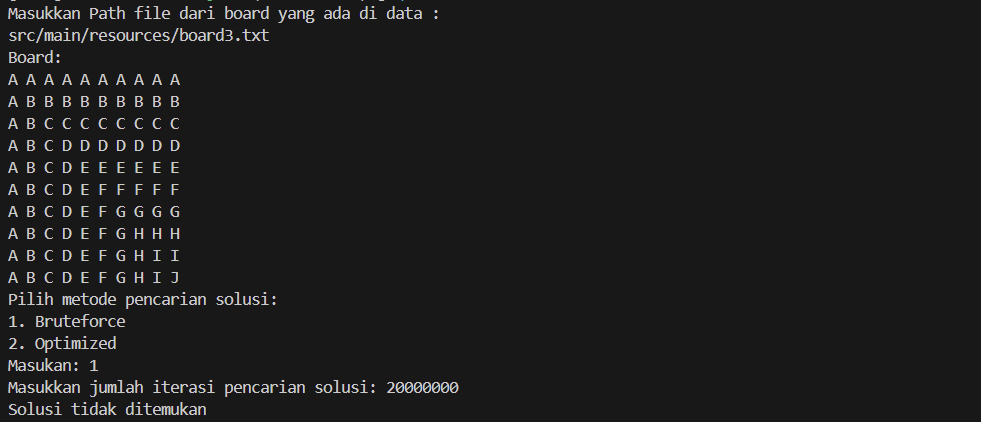 Masukkan Path file dari board yang ada di data :
src/main/resources/board3.txt
Board:
A A A A A A A A A A
A B B B B B B B B B
A B C C C C C C C C
A B C D D D D D D D
A B C D E E E E E E
A B C D E F F F F F
A B C D E F G G G G
A B C D E F G H H H
A B C D E F G H I I
A B C D E F G H I J
Pilih metode pencarian solusi:
1. Bruteforce
2. Optimized
Masukan: 1
Masukkan jumlah iterasi pencarian solusi: 20000000
Solusi tidak ditemukan